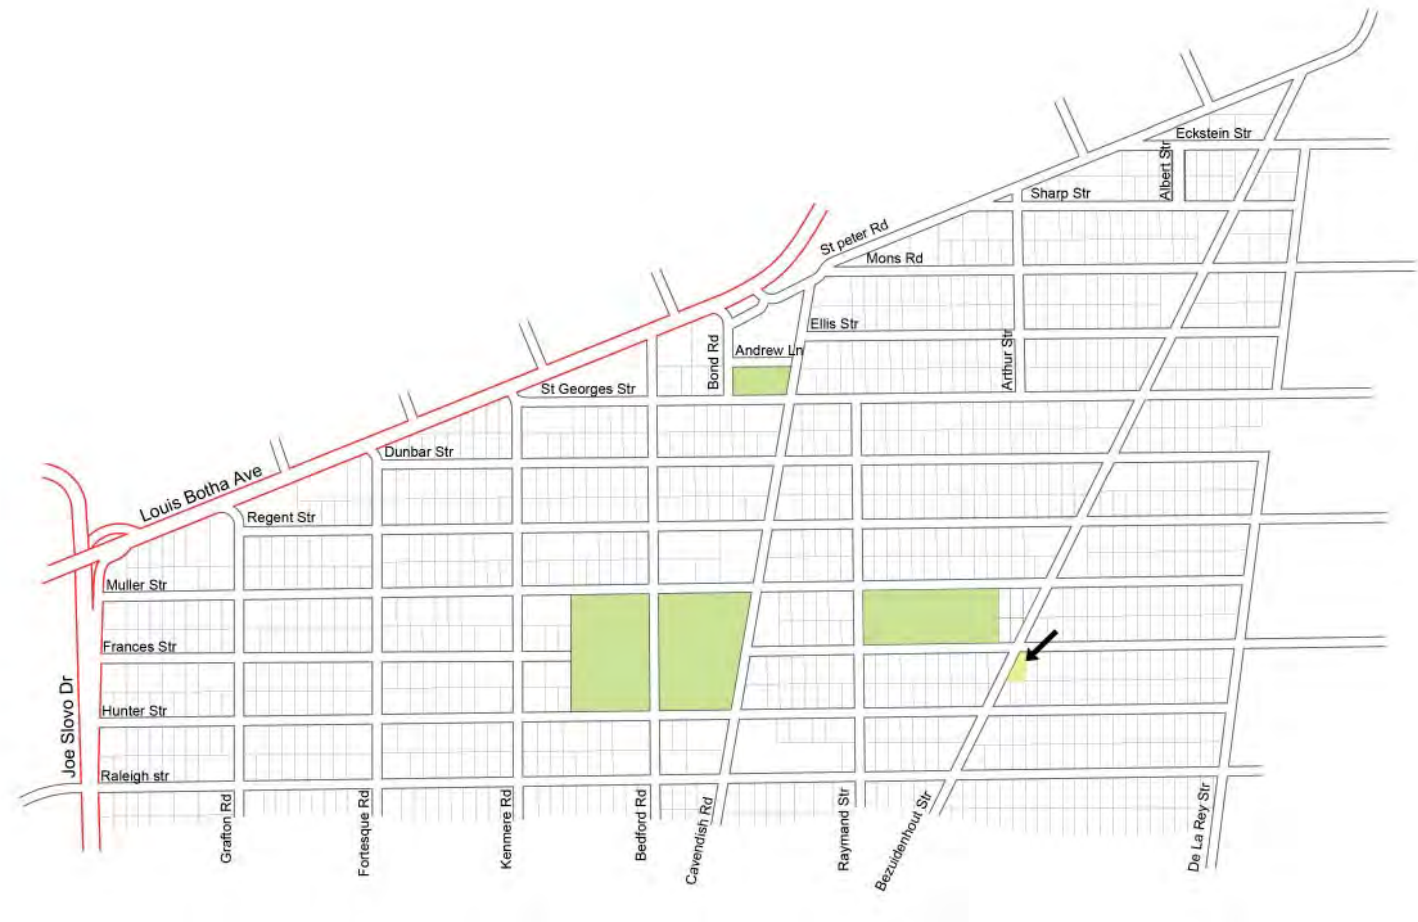 Eckstein Str
Albert Str
Sharp Str
St peter Rd
Mons Rd
Ellis Str
Andrew Ln
Bond Rd
Arthur Str
St Georges Str
Dunbar Str
Louis Botha Ave
Regent Str
Muller Str
Frances Str
Joe Slovo Dr
Hunter Str
Raleigh str
Grafton Rd
Fortesque Rd
Kenmere Rd
Bedford Rd
Cavendish Rd
Raymand Str
Bezuidenhout Str
De La Rey Str